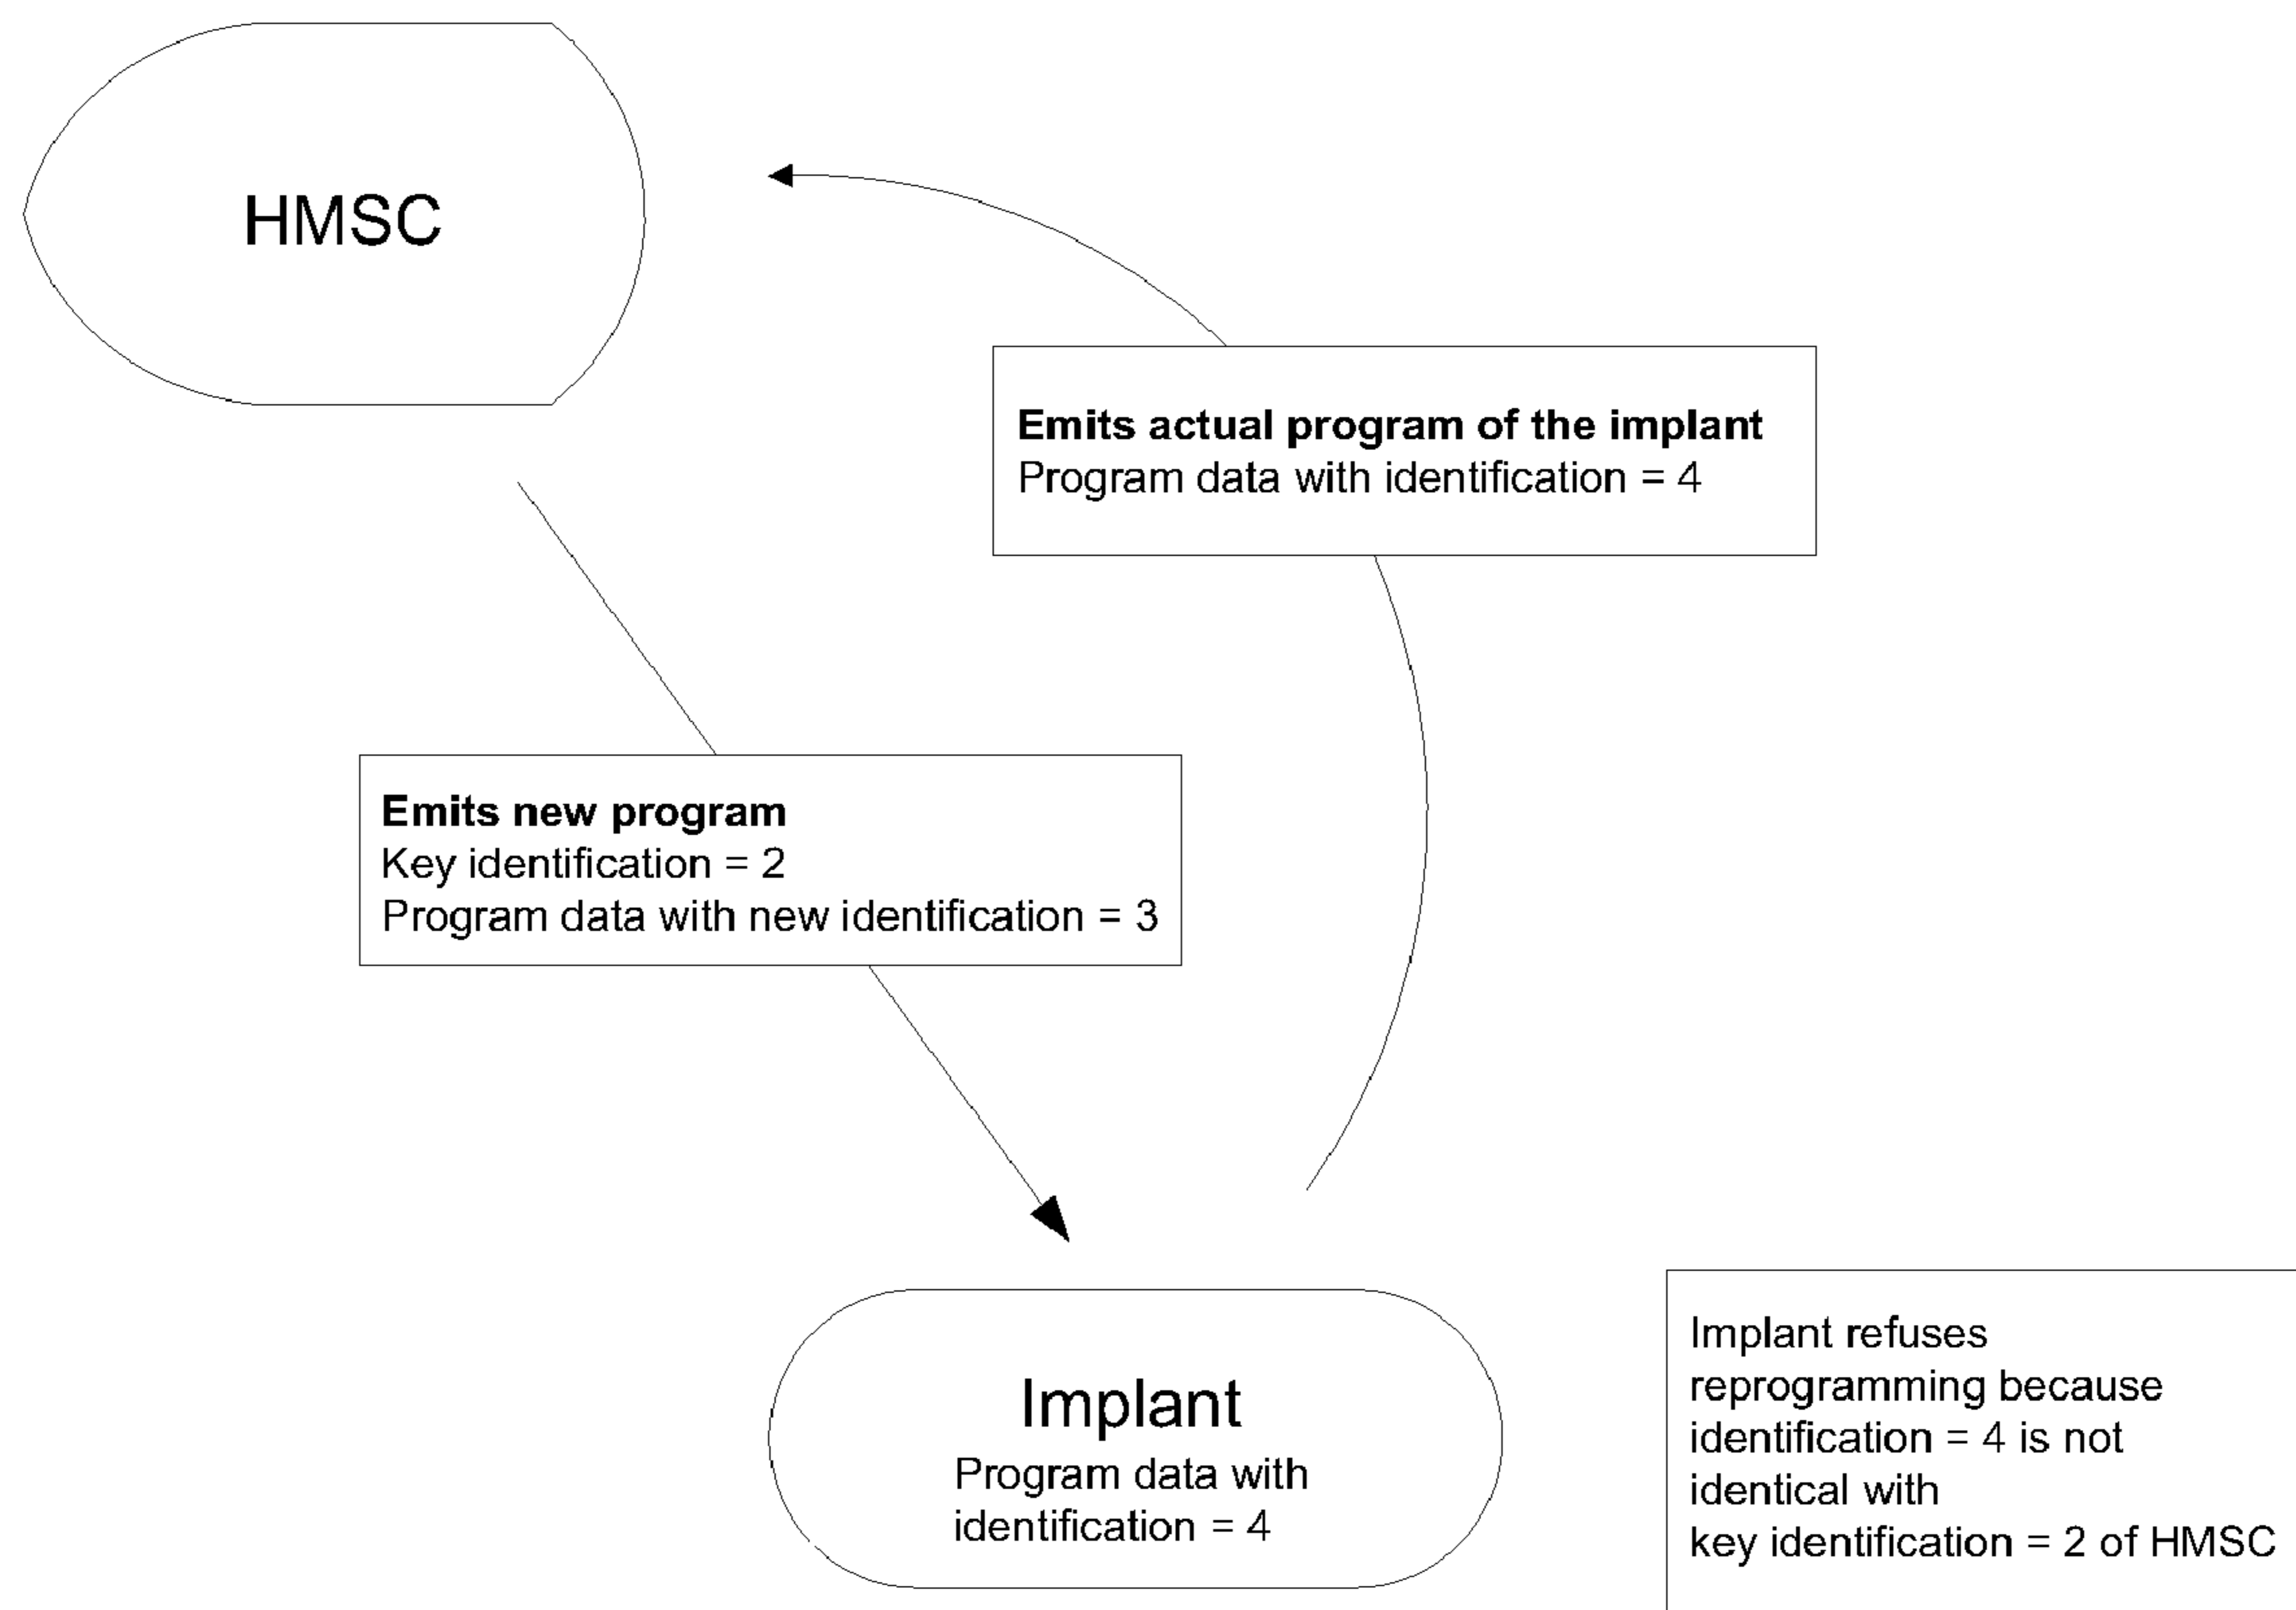 HMSC
Emits actual program of the implant
Program data with identification = 4
Emits new program
Key identification = 2
Program data with new identification = 3
Implant
Program data with
identification = 4
Implant refuses
reprogramming because
identification = 4 is not
identical with
key identification = 2 of HMSC